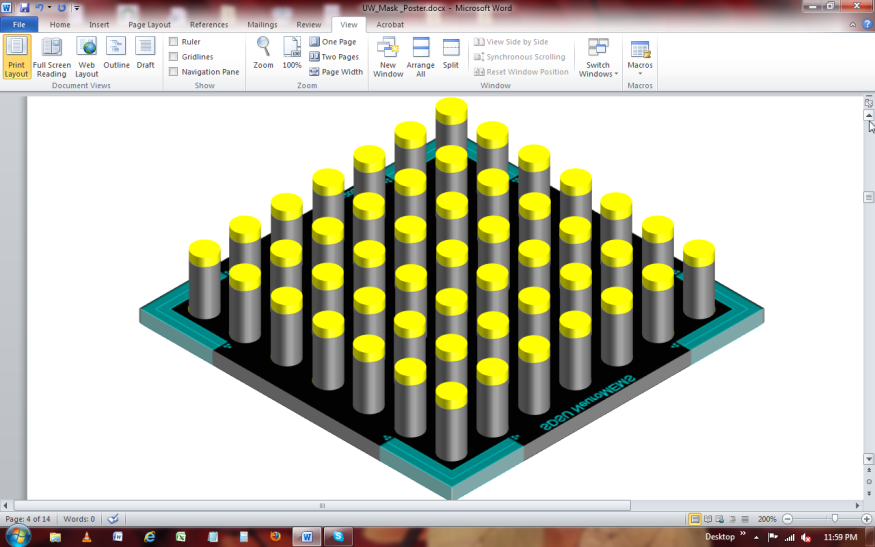 UW_Mask_Poster.docx - Microsoft Word
File Home Insert Page Layout References Mailings Review View Acrobat
Print Layout
Full Screen Reading
Web Layout
Outline
Draft
Document Views
Ruler
Gridlines
Navigation Pane
Show
Zoom
100%
One Page
Two Pages
Page Width
Zoom
New Window
Arrange All
Split
View Side by Side
Synchronous Scrolling
Reset Window Position
Window
Switch Windows
Macros
Macros
SDSU NeuroMEMS
Page: 4 of 14 Words: 0 200%
Desktop 11:59 PM